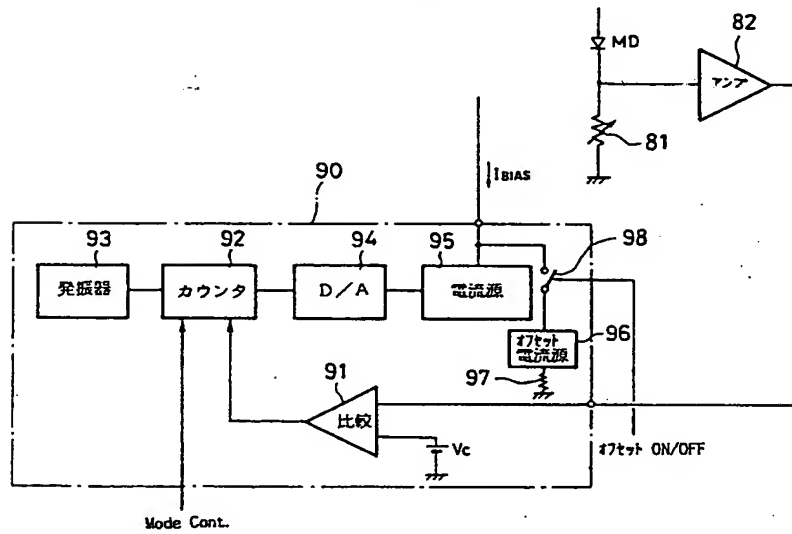 MD
82
アンプ
81
IBIAS
90
93
92
94
95
98
発振器
カウンタ
D/A
電流源
オフセット
電流源
96
97
91
比較
Vc
オフセット ON/OFF
Mode Cont.